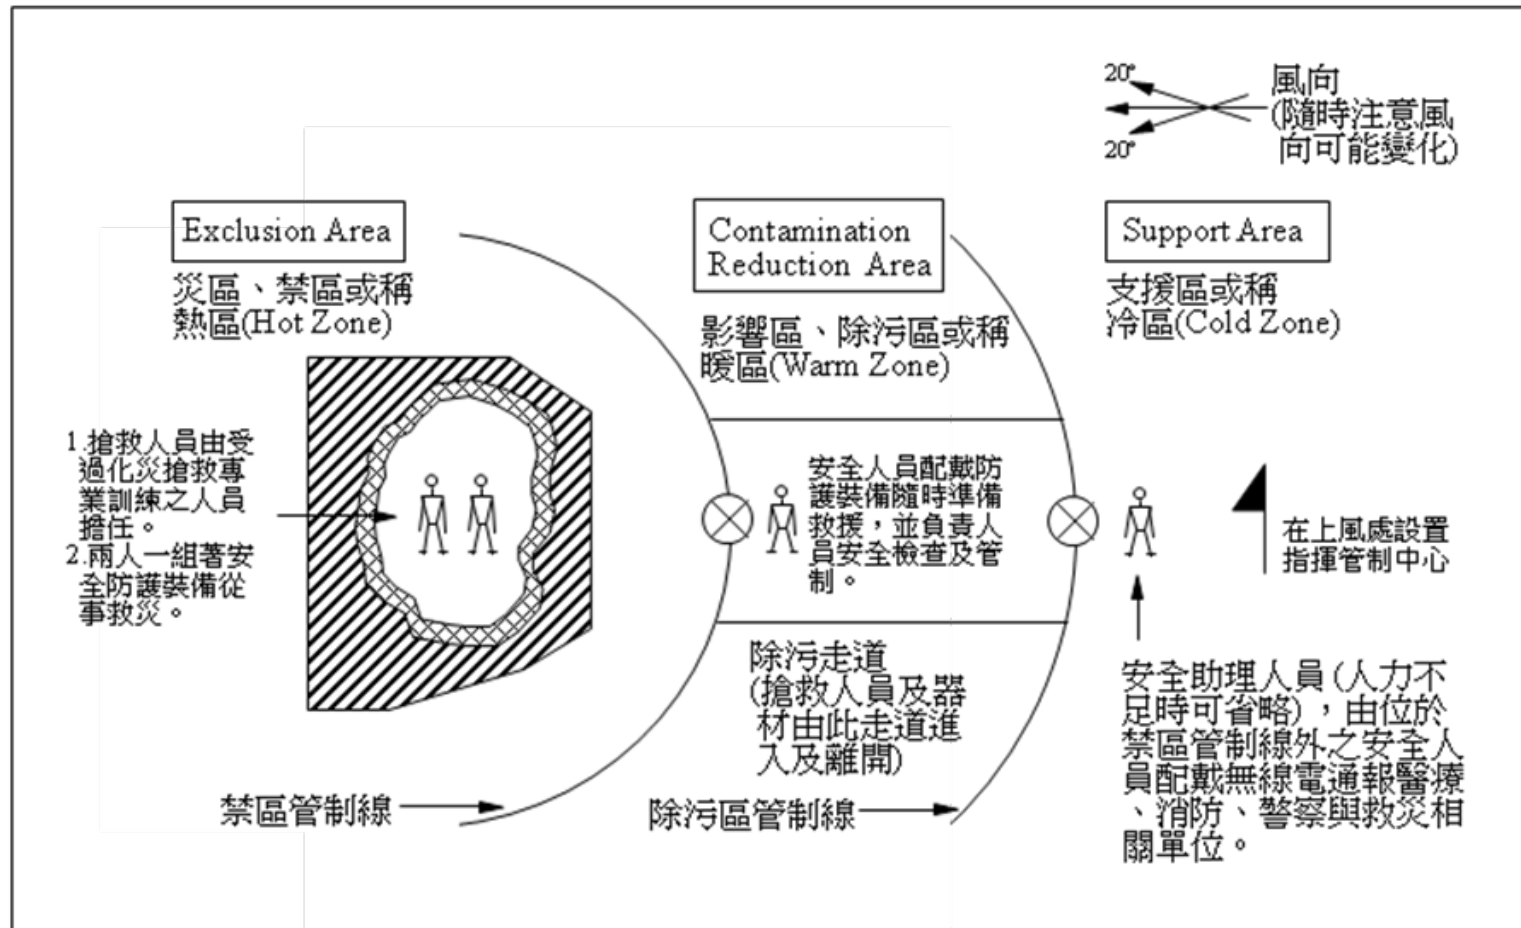 20°
風向
(隨時注意風
向可能變化)
20°
Exclusion Area
災區、禁區或稱
熱區(Hot Zone)
Contamination
Reduction Area
影響區、除污區或稱
暖區(Warm Zone)
Support Area
支援區或稱
冷區(Cold Zone)
1.搶救人員由受
過化災搶救專
業訓練之人員
擔任。
2.兩人一組著安
全防護裝備從
事救災。
安全人員配戴防
護裝備隨時準備
救援，並負責人
員安全檢查及管
制。
在上風處設置
指揮管制中心
除污走道
(搶救人員及器
材由此走道進
入及離開)
安全助理人員(人力不
足時可省略)，由位於
禁區管制線外之安全人
員配戴無線電通報醫療
、消防、警察與救災相
關單位。
禁區管制線
除污區管制線